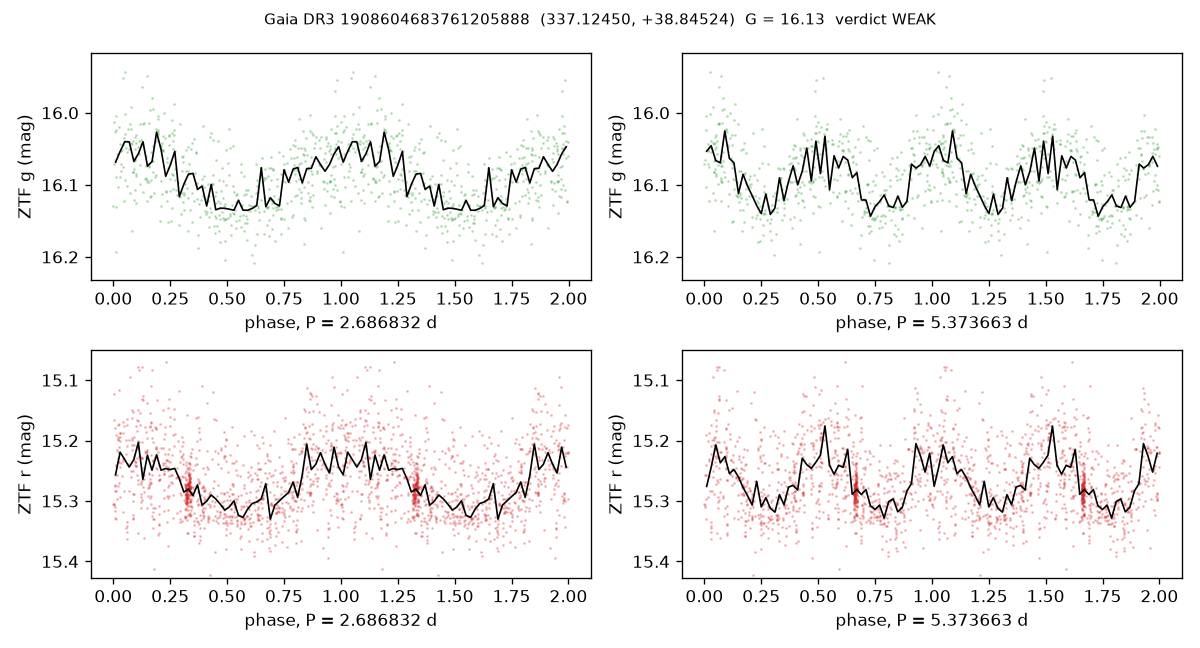 Gaia DR3 1908604683761205888 (337.12450, +38.84524) G = 16.13 verdict WEAK
ZTF g (mag)
16.0
16.1
16.2
0.00 0.25 0.50 0.75 1.00 1.25 1.50 1.75 2.00
phase, P = 2.686832 d
ZTF g (mag)
16.0
16.1
16.2
0.00 0.25 0.50 0.75 1.00 1.25 1.50 1.75 2.00
phase, P = 5.373663 d
ZTF r (mag)
15.1
15.2
15.3
15.4
0.00 0.25 0.50 0.75 1.00 1.25 1.50 1.75 2.00
phase, P = 2.686832 d
ZTF r (mag)
15.1
15.2
15.3
15.4
0.00 0.25 0.50 0.75 1.00 1.25 1.50 1.75 2.00
phase, P = 5.373663 d